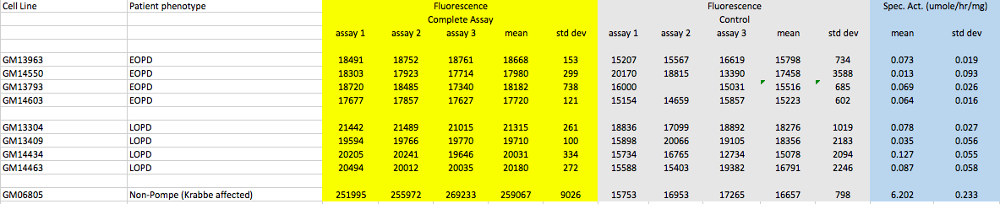 Cell Line Patient phenotype Fluorescence Fluorescence Spec. Act. (umole/hr/mg)
Complete Assay Control
assay 1 assay 2 assay 3 mean std dev assay 1 assay 2 assay 3 mean std dev mean std dev
GM13963 EOPD 18491 18752 18761 18668 153 15207 15567 16619 15798 734 0.073 0.019
GM14550 EOPD 18303 17923 17714 17980 299 20170 18815 13390 17458 3588 0.013 0.093
GM13793 EOPD 18720 18485 17340 18182 738 16000 15031 15516 685 0.069 0.026
GM14603 EOPD 17677 17857 17627 17720 121 15154 14659 15857 15223 602 0.064 0.016
GM13304 LOPD 21442 21489 21015 21315 261 18836 17099 18892 18276 1019 0.078 0.027
GM13409 LOPD 19594 19766 19770 19710 100 15898 20066 19105 18356 2183 0.035 0.056
GM14434 LOPD 20205 20241 19646 20031 334 15734 16765 12734 15078 2094 0.127 0.055
GM14463 LOPD 20494 20012 20035 20180 272 15588 15403 19382 16791 2246 0.087 0.058
GM06805 Non-Pompe (Krabbe affected) 251995 255972 269233 259067 9026 15753 16953 17265 16657 798 6.202 0.233